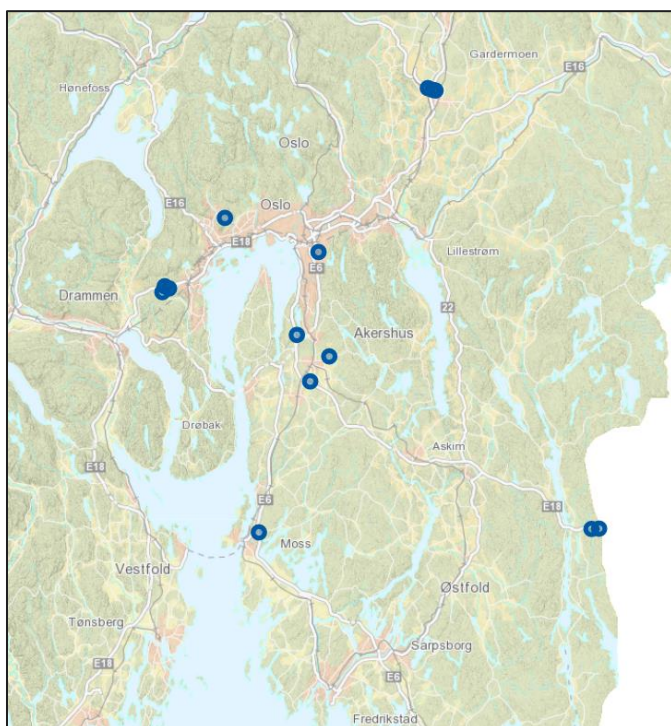 Gardermoen
E16
Hønefoss
Oslo
Oslo
E16
E18
E6
Lillestrøm
Drammen
22
Akershus
Drøbak
Askim
E18
E6
E18
Moss
Vestfold
Østfold
Tønsberg
Sarpsborg
E18
E6
Fredrikstad